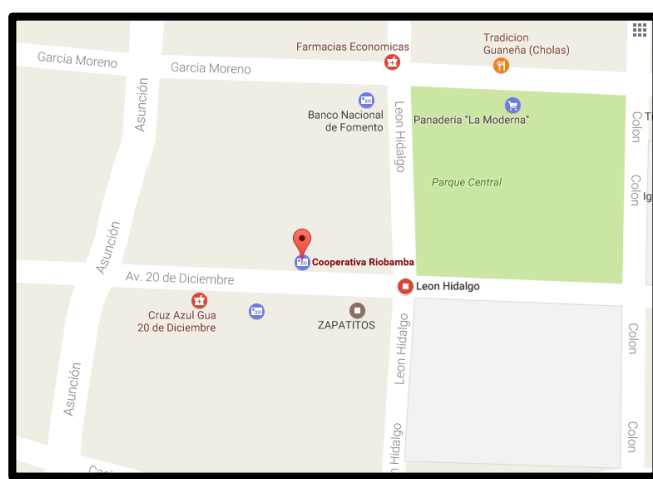 Farmacias Economicas
Tradicion
Guaneña (Cholas)
Garcia Moreno
Garcia Moreno
Asunción
Banco Nacional
de Fomento
Leon Hidalgo
Panadería "La Moderna"
Colon
Parque Central
Colon
Asunción
Cooperativa Riobamba
Av. 20 de Diciembre
Leon Hidalgo
Cruz Azul Gua
20 de Diciembre
ZAPATITOS
Leon Hidalgo
Colon
Asunción
Hidalgo
Colon